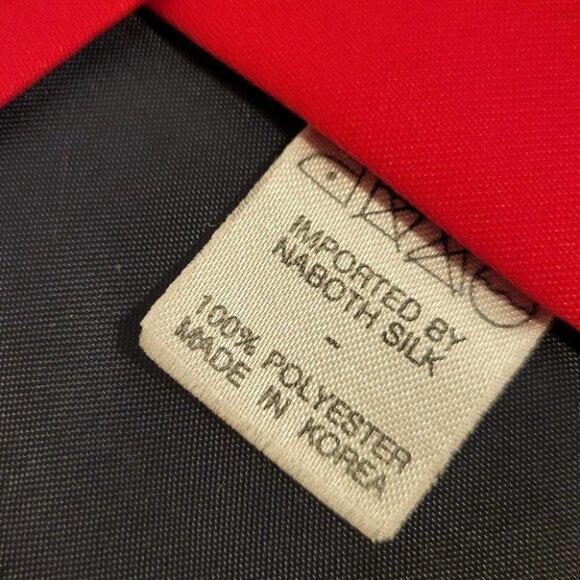 IMPORTED BY
NABOTH SILK
-
100% POLYESTER
MADE IN KOREA